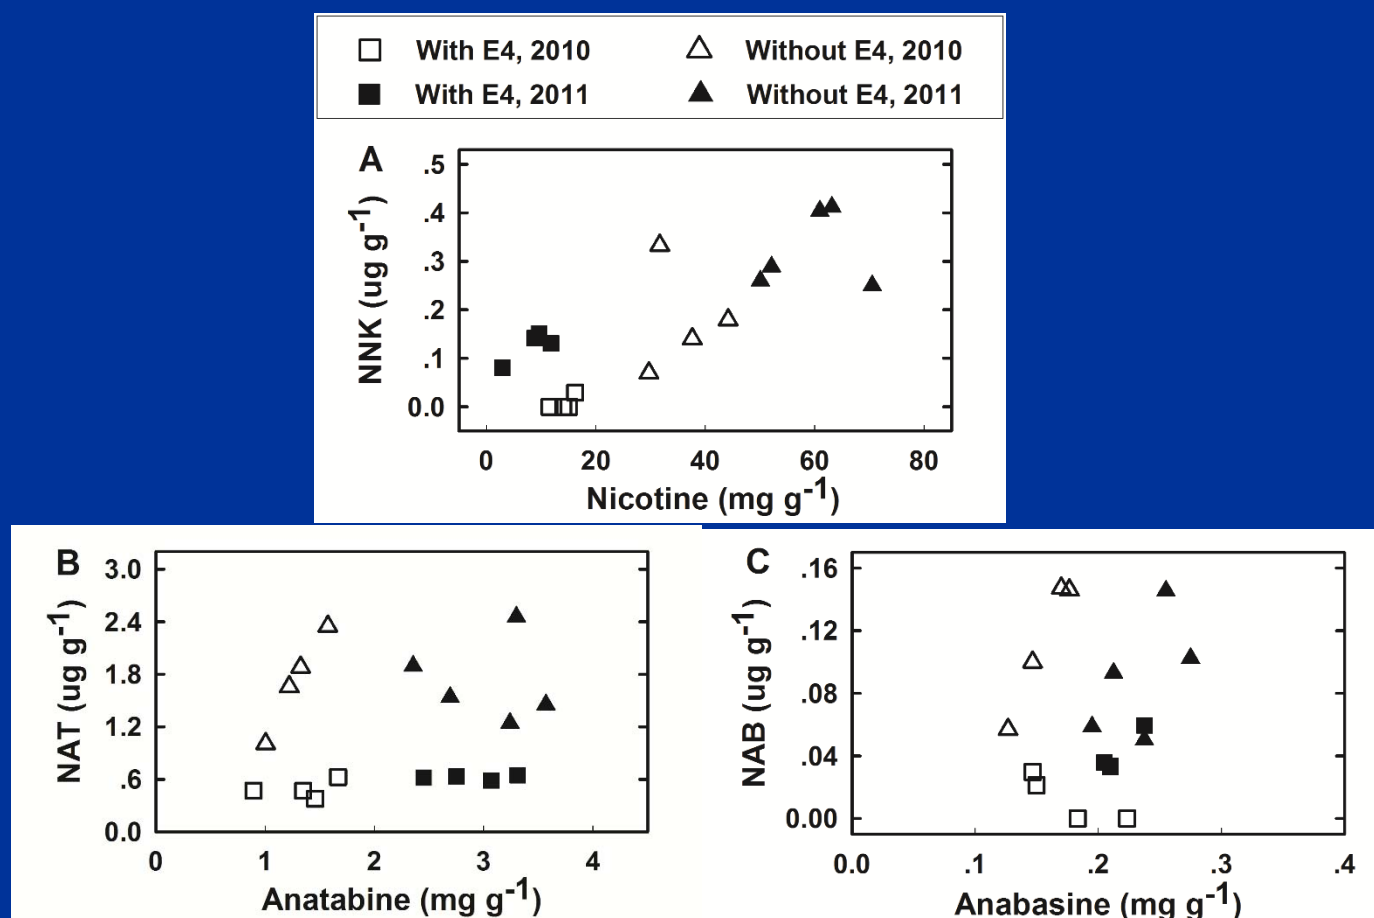 With E4, 2010
Without E4, 2010
With E4, 2011
Without E4, 2011
A
NNK (ug g-1)
.5
.4
.3
.2
.1
0.0
0 20 40 60 80
Nicotine (mg g-1)
B
NAT (ug g-1)
3.0
2.4
1.8
1.2
.6
0.0
0 1 2 3 4
Anatabine (mg g-1)
C
NAB (ug g-1)
.16
.12
.08
.04
0.00
0.0 .1 .2 .3 .4
Anabasine (mg g-1)